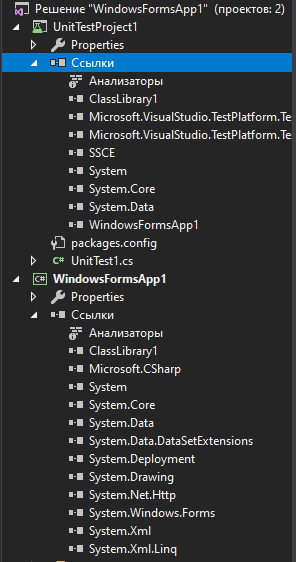 Решение "WindowsFormsApp1" (проектов: 2)
UnitTestProject1
Properties
Ссылки
Анализаторы
ClassLibrary1
Microsoft.VisualStudio.TestPlatform.Te
Microsoft.VisualStudio.TestPlatform.Te
SSCE
System
System.Core
System.Data
WindowsFormsApp1
packages.config
C# UnitTest1.cs
C# WindowsFormsApp1
Properties
Ссылки
Анализаторы
ClassLibrary1
Microsoft.CSharp
System
System.Core
System.Data
System.Data.DataSetExtensions
System.Deployment
System.Drawing
System.Net.Http
System.Windows.Forms
System.Xml
System.Xml.Linq